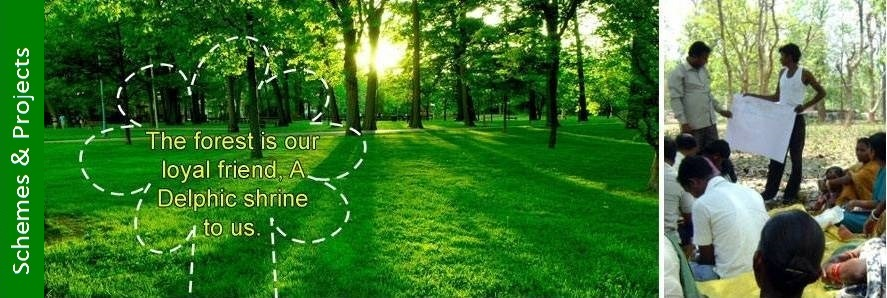 Schemes & Projects
The forest is our
loyal friend, A
Delphic shrine
to us.